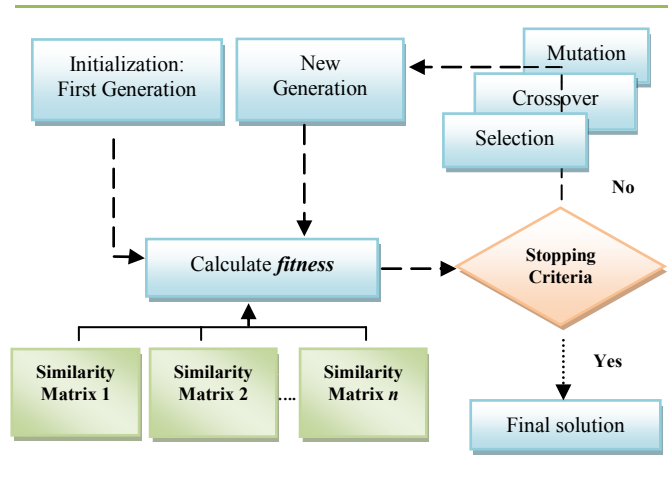 Initialization:
First Generation
New
Generation
Mutation
Crossover
Selection
No
Calculate fitness
Stopping
Criteria
Similarity
Matrix 1
Similarity
Matrix 2
....
Similarity
Matrix n
Yes
Final solution